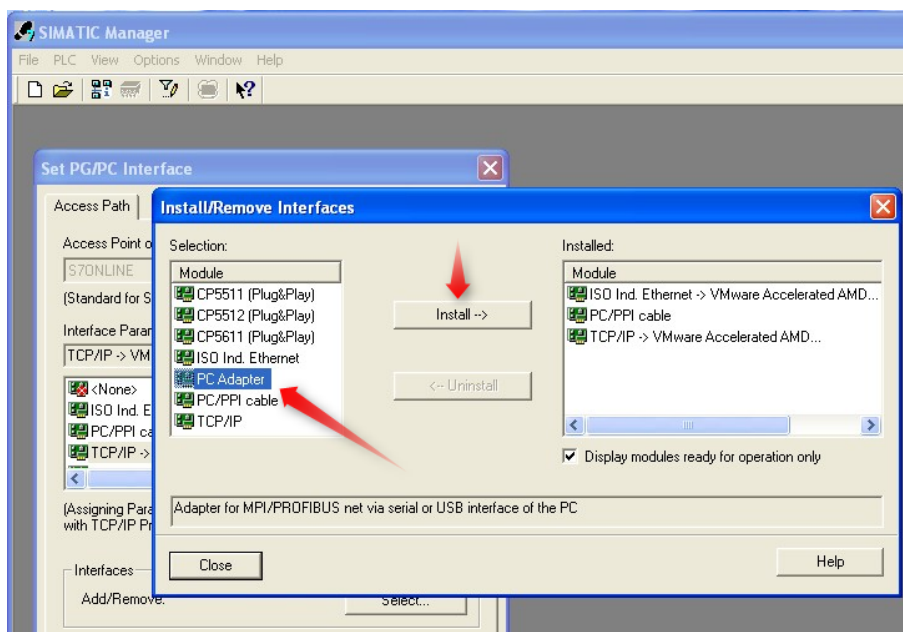 SIMATIC Manager
File PLC View Options Window Help
Set PG/PC Interface
Access Path
Access Point o
S7ONLINE
(Standard for S
Interface Parar
TCP/IP -> VM
<None>
ISO Ind. E
PC/PPI ca
TCP/IP ->
(Assigning Para
with TCP/IP Pr
Interfaces
Add/Remove:
Select...
Install/Remove Interfaces
Selection:
Module
CP5511 (Plug&Play)
CP5512 (Plug&Play)
CP5611 (Plug&Play)
ISO Ind. Ethernet
PC Adapter
PC/PPI cable
TCP/IP
Install -->
<-- Uninstall
Installed:
Module
ISO Ind. Ethernet -> VMware Accelerated AMD...
PC/PPI cable
TCP/IP -> VMware Accelerated AMD...
Display modules ready for operation only
Adapter for MPI/PROFIBUS net via serial or USB interface of the PC
Close
Help